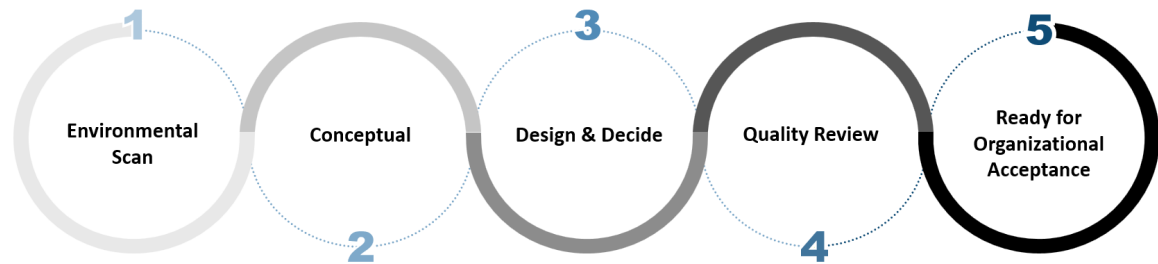 1
Environmental
Scan
2
Conceptual
3
Design & Decide
4
Quality Review
5
Ready for
Organizational
Acceptance